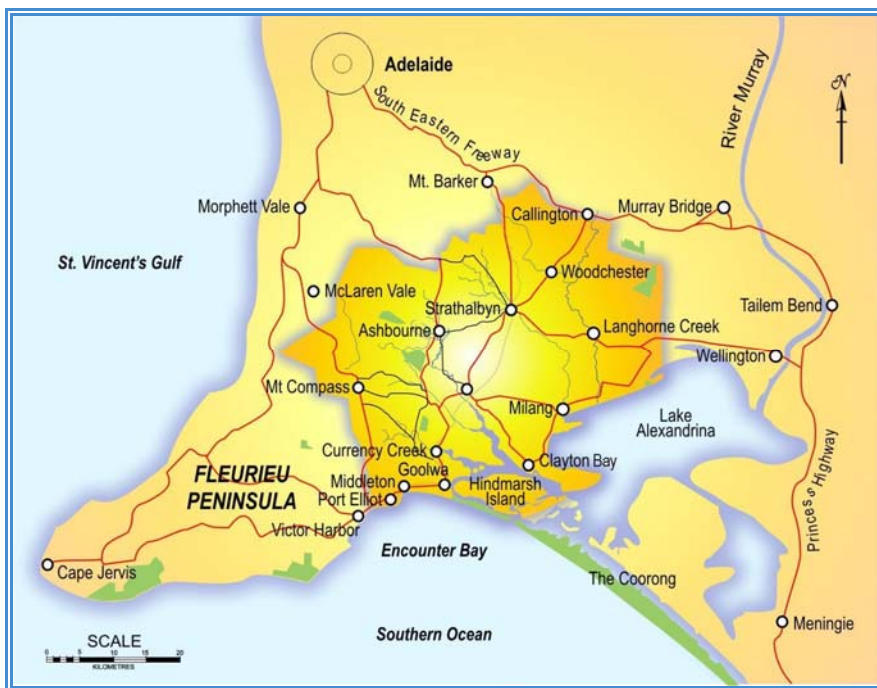 Adelaide
South Eastern Freeway
River Murray
N
Mt. Barker
Morphett Vale
Callington
Murray Bridge
St. Vincent's Gulf
Woodchester
McLaren Vale
Strathalbyn
Tailem Bend
Ashbourne
Langhorne Creek
Wellington
Mt Compass
Milang
Lake
Alexandrina
Currency Creek
Clayton Bay
Goolwa
FLEURIEU
PENINSULA
Middleton
Hindmarsh
Island
Port Elliot
Princess Highway
Victor Harbor
Encounter Bay
Cape Jervis
The Coorong
Meningie
Southern Ocean
SCALE
0 5 10 15 20
KILOMETRES